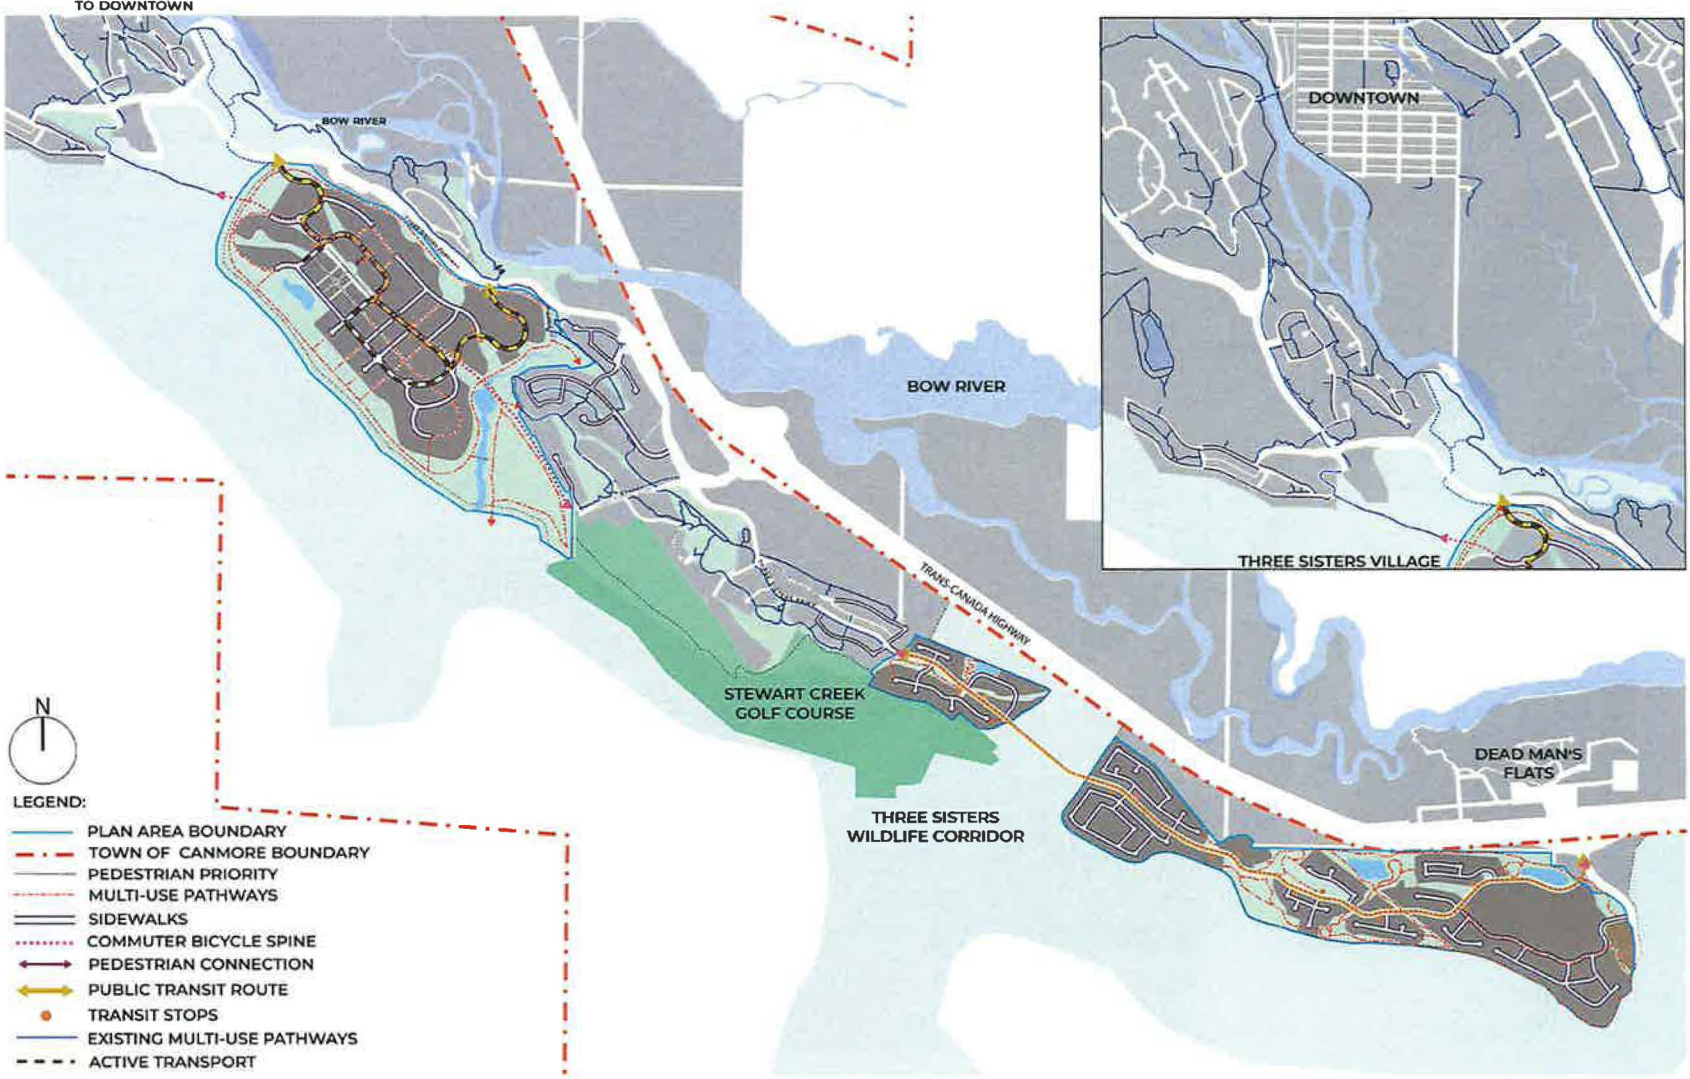 TO DOWNTOWN
BOW RIVER
DOWNTOWN
BOW RIVER
THREE SISTERS VILLAGE
TRANS-CANADA HIGHWAY
STEWART CREEK
GOLF COURSE
DEAD MAN'S
FLATS
THREE SISTERS
WILDLIFE CORRIDOR
N
LEGEND:
PLAN AREA BOUNDARY
TOWN OF CANMORE BOUNDARY
PEDESTRIAN PRIORITY
MULTI-USE PATHWAYS
SIDEWALKS
COMMUTER BICYCLE SPINE
PEDESTRIAN CONNECTION
PUBLIC TRANSIT ROUTE
TRANSIT STOPS
EXISTING MULTI-USE PATHWAYS
ACTIVE TRANSPORT